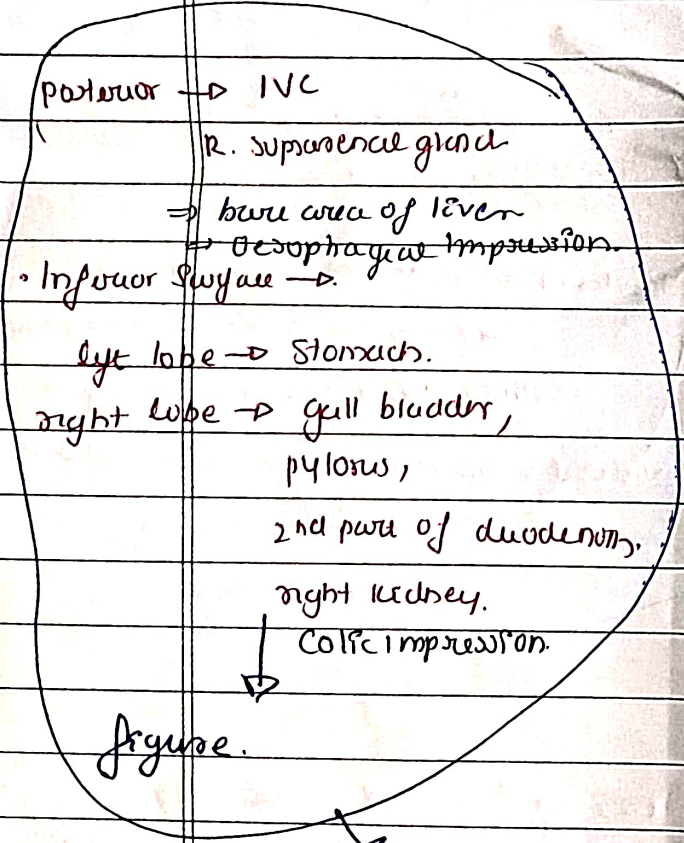 posterior → IVC
R. suprarenal gland
⇒ bare area of liver
⇒ Oesophageal impression.
• Inferior surface →.
left lobe → Stomach.
right lobe → gall bladder,
pylorus,
2nd part of duodenum.
right kidney.
Colic impression.
figure.